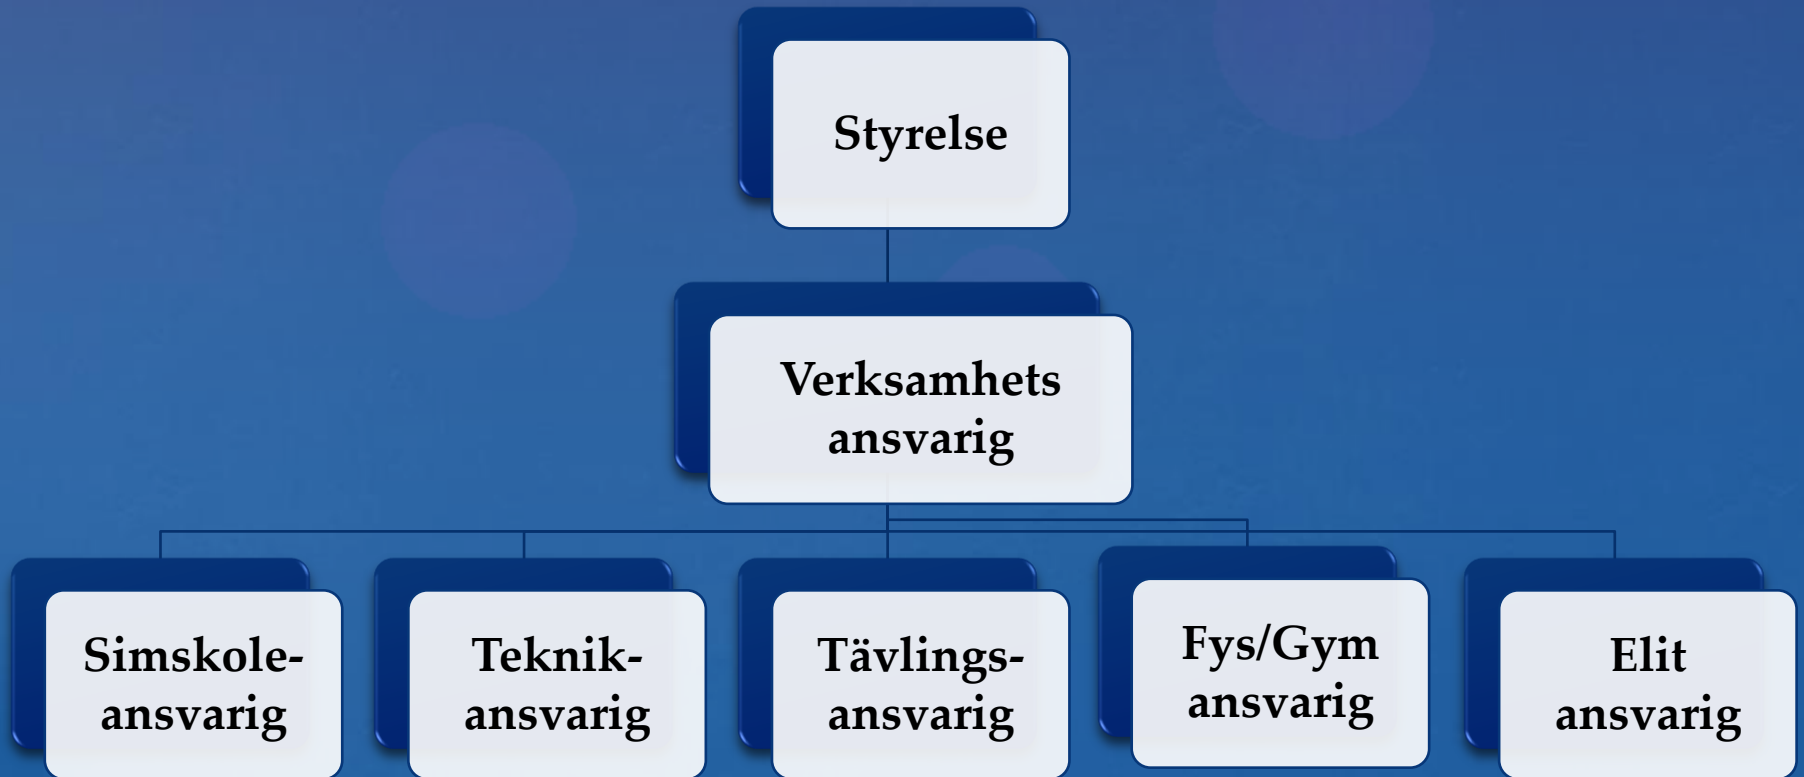 Styrelse
Verksamhets
ansvarig
Simskole-
ansvarig
Teknik-
ansvarig
Tävlings-
ansvarig
Fys/Gym
ansvarig
Elit
ansvarig